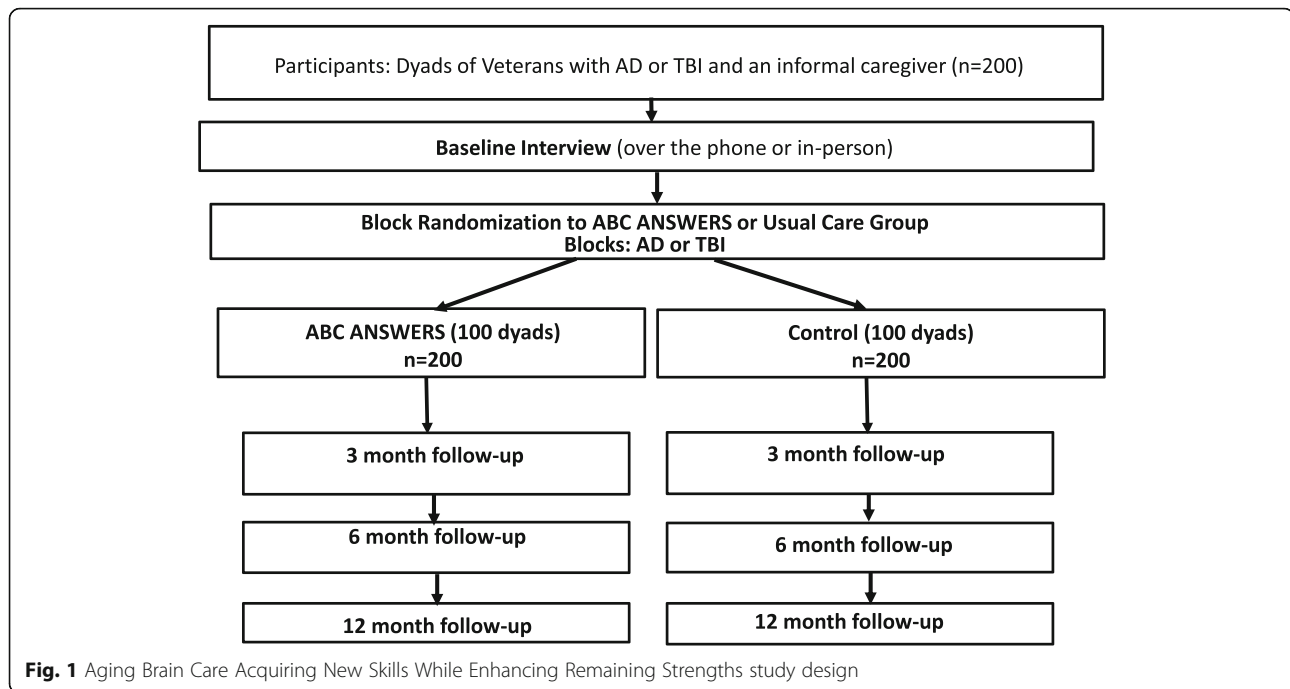 Participants: Dyads of Veterans with AD or TBI and an informal caregiver (n=200)
Baseline Interview (over the phone or in-person)
Block Randomization to ABC ANSWERS or Usual Care Group
Blocks: AD or TBI
ABC ANSWERS (100 dyads)
n=200
Control (100 dyads)
n=200
3 month follow-up
3 month follow-up
6 month follow-up
6 month follow-up
12 month follow-up
12 month follow-up
Fig. 1 Aging Brain Care Acquiring New Skills While Enhancing Remaining Strengths study design